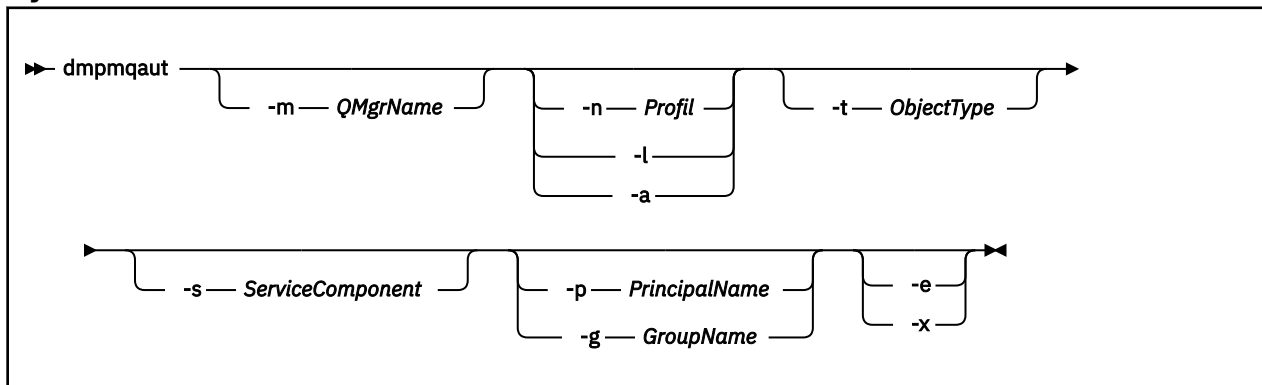 dmpmqaut
-m QMgrName
-n Profil
-l
-a
-t ObjectType
-s ServiceComponent
-p PrincipalName
-g GroupName
-e
-x